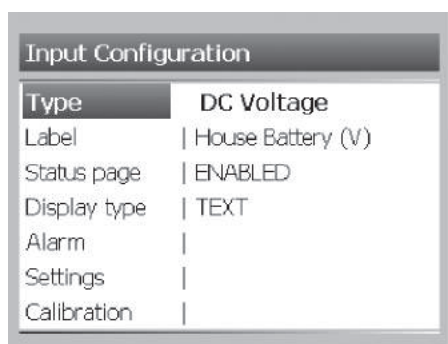 Input Configuration
Type DC Voltage
Label | House Battery (V)
Status page | ENABLED
Display type | TEXT
Alarm |
Settings |
Calibration |